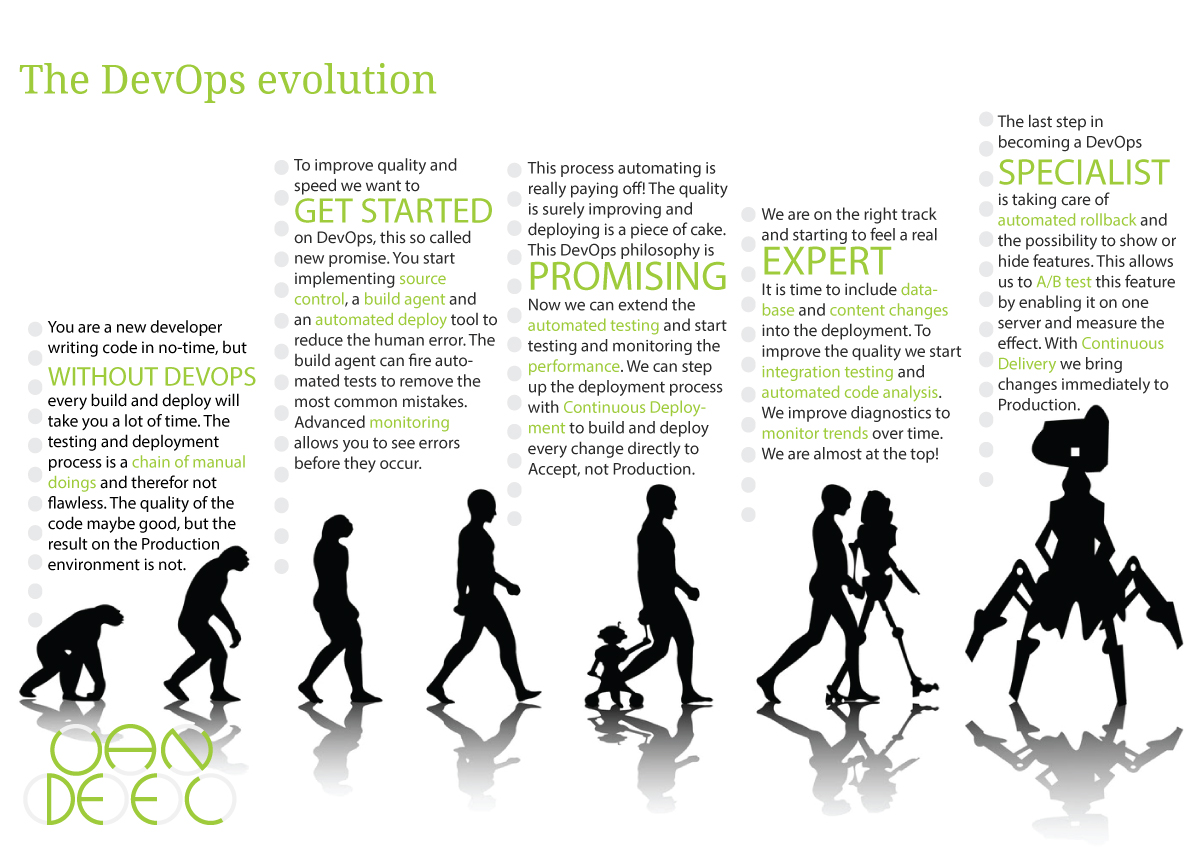 The DevOps evolution
You are a new developer
writing code in no-time, but
WITHOUT DEVOPS
every build and deploy will
take you a lot of time. The
testing and deployment
process is a chain of manual
doings and therefor not
flawless. The quality of the
code maybe good, but the
result on the Production
environment is not.
To improve quality and
speed we want to
GET STARTED
on DevOps, this so called
new promise. You start
implementing source
control, a build agent and
an automated deploy tool to
reduce the human error. The
build agent can fire auto-
mated tests to remove the
most common mistakes.
Advanced monitoring
allows you to see errors
before they occur.
This process automating is
really paying off! The quality
is surely improving and
deploying is a piece of cake.
This DevOps philosophy is
PROMISING
Now we can extend the
automated testing and start
testing and monitoring the
performance. We can step
up the deployment process
with Continuous Deploy-
ment to build and deploy
every change directly to
Accept, not Production.
We are on the right track
and starting to feel a real
EXPERT
It is time to include data-
base and content changes
into the deployment. To
improve the quality we start
integration testing and
automated code analysis.
We improve diagnostics to
monitor trends over time.
We are almost at the top!
The last step in
becoming a DevOps
SPECIALIST
is taking care of
automated rollback and
the possibility to show or
hide features. This allows
us to A/B test this feature
by enabling it on one
server and measure the
effect. With Continuous
Delivery we bring
changes immediately to
Production.
UAN
DEEC